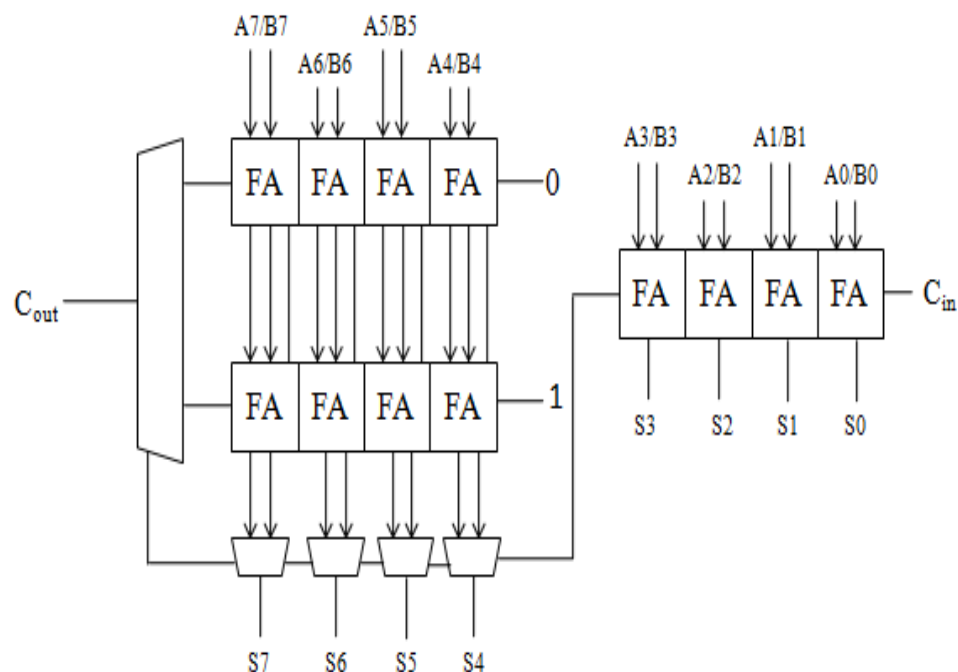 A7/B7
A5/B5
A6/B6
A4/B4
A3/B3
A1/B1
A2/B2
A0/B0
FA FA FA FA 0
FA FA FA FA C_in
C_out
FA FA FA FA 1
S3 S2 S1 S0
S7 S6 S5 S4